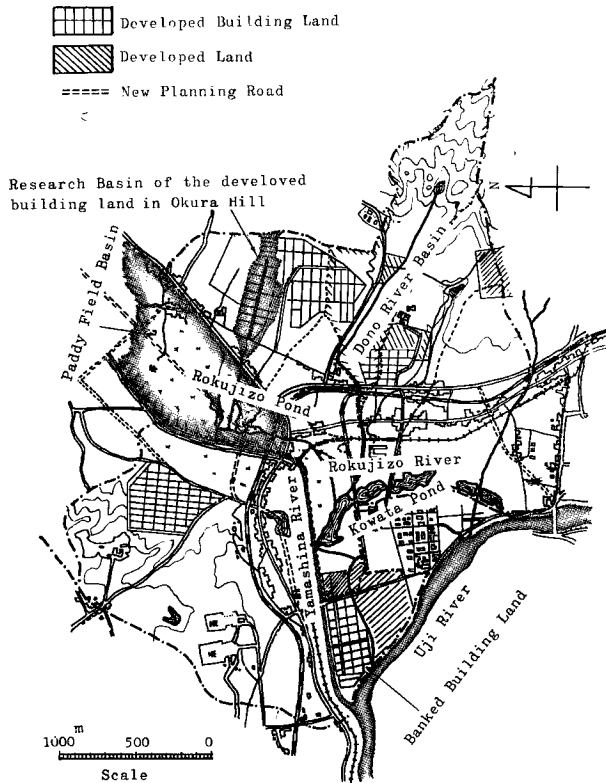 Developed Building Land
Developed Land
New Planning Road
Research Basin of the develoved
building land in Okura Hill
N
Paddy Field Basin
Dono River Basin
Rokujizo Pond
Rokujizo River
Yamashina River
Kowata Pond
Uji River
Banked Building Land
m
1000 500 0
Scale